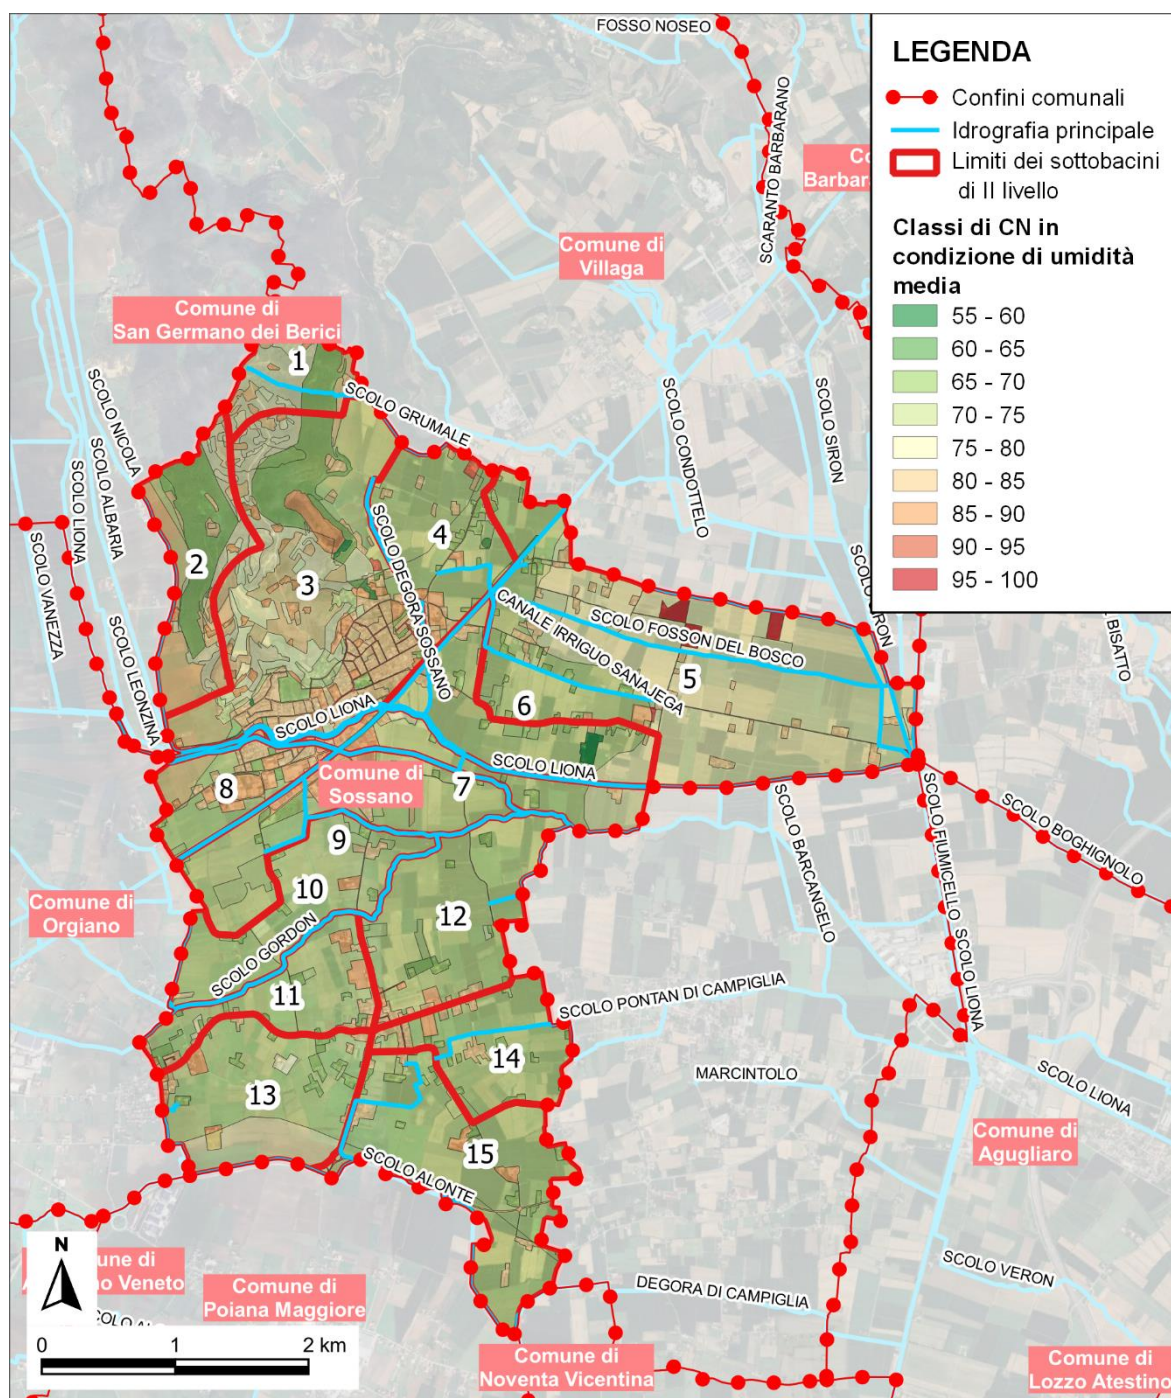 FOSSO NOSEO
SCARANTO BARBARANO
LEGENDA
Confini comunali
Idrografia principale
Limiti dei sottobacini
di II livello
Classi di CN in
condizione di umidità
media
55 - 60
60 - 65
65 - 70
70 - 75
75 - 80
80 - 85
85 - 90
90 - 95
95 - 100
Comune di
Villaga
Comune di
San Germano dei Berici
SCOLO NICOLA
SCOLO ALBARIA
SCOLO LIONA
SCOLO VANEZZA
SCOLO LEONZINA
SCOLO GRUMALE
SCOLO CONDOTTELO
SCOLO SIRON
BISATTO
SCOLO DEGORA SOSSANO
CANALE IRRIGUO SANAJEGA
SCOLO FOSSON DEL BOSCO
1
2
3
4
5
6
SCOLO LIONA
SCOLO LIONA
7
8
Comune di
Sossano
9
10
11
12
SCOLO GORDON
Comune di
Orgiano
SCOLO BARCANGELO
SCOLO FIUMICELLO
SCOLO LIONA
SCOLO BOGHIGNOLO
SCOLO PONTAN DI CAMPIGLIA
MARCINTOLO
SCOLO LIONA
Comune di
Agugliaro
13
14
15
SCOLO ALONTE
SCOLO VERON
DEGORA DI CAMPIGLIA
Comune di
Poiana Maggiore
Comune di
Noventa Vicentina
Comune di
Lozzo Atestino
N
0 1 2 km